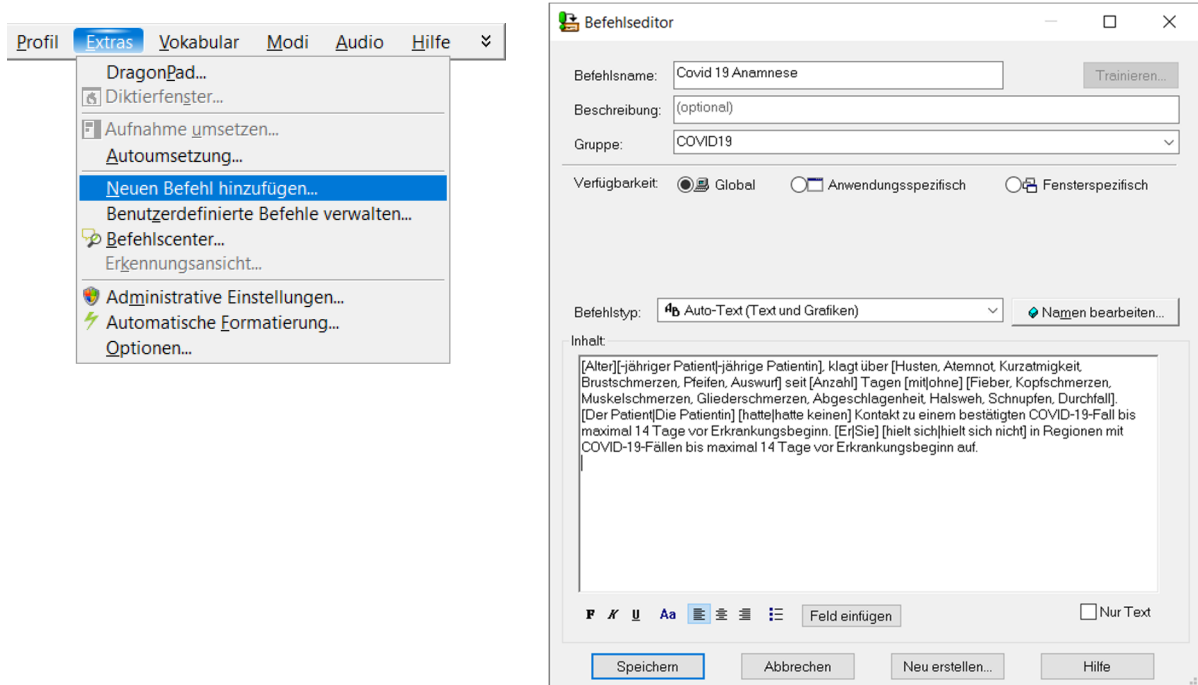 Profil Extras Vokabular Modi Audio Hilfe
DragonPad...
Diktierfenster...
Aufnahme umsetzen...
Autoumsetzung...
Neuen Befehl hinzufügen...
Benutzerdefinierte Befehle verwalten...
Befehlscenter...
Erkennungsansicht...
Administrative Einstellungen...
Automatische Formatierung...
Optionen...
Befehlseditor
Befehlsname: Covid 19 Anamnese Trainieren...
Beschreibung: (optional)
Gruppe: COVID19
Verfügbarkeit: Global Anwendungsspezifisch Fensterspezifisch
Befehlstyp: Auto-Text (Text und Grafiken) Namen bearbeiten...
Inhalt:
[Alter][-jähriger Patient|-jährige Patientin], klagt über [Husten, Atemnot, Kurzatmigkeit,
Brustschmerzen, Pfeifen, Auswurf] seit [Anzahl] Tagen [mit|ohne] [Fieber, Kopfschmerzen,
Muskelschmerzen, Gliederschmerzen, Abgeschlagenheit, Halsweh, Schnupfen, Durchfall].
[Der Patient|Die Patientin] [hatte|hatte keinen] Kontakt zu einem bestätigten COVID-19-Fall bis
maximal 14 Tage vor Erkrankungsbeginn. [Er|Sie] [hielt sich|hielt sich nicht] in Regionen mit
COVID-19-Fällen bis maximal 14 Tage vor Erkrankungsbeginn auf.
F K U Aa Feld einfügen Nur Text
Speichern Abbrechen Neu erstellen... Hilfe